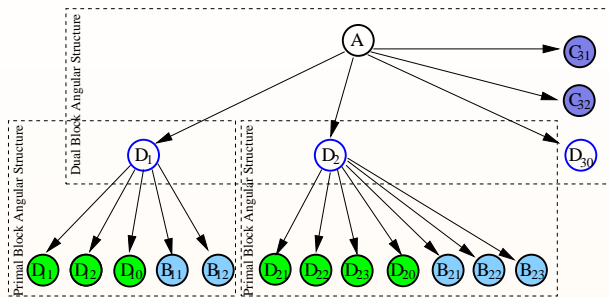 Dual Block Angular Structure
A
C31
C32
D30
Primal Block Angular Structure
D1
Primal Block Angular Structure
D2
D11
D12
D10
B11
B12
D21
D22
D23
D20
B21
B22
B23